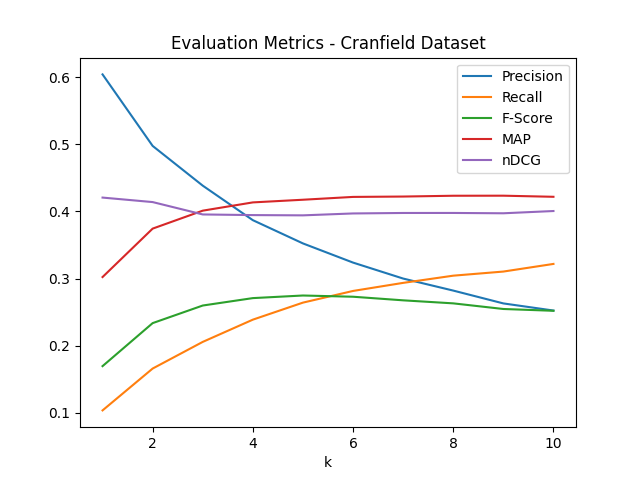 Evaluation Metrics - Cranfield Dataset
Precision
Recall
F-Score
MAP
nDCG
0.6
0.5
0.4
0.3
0.2
0.1
2 4 6 8 10
k